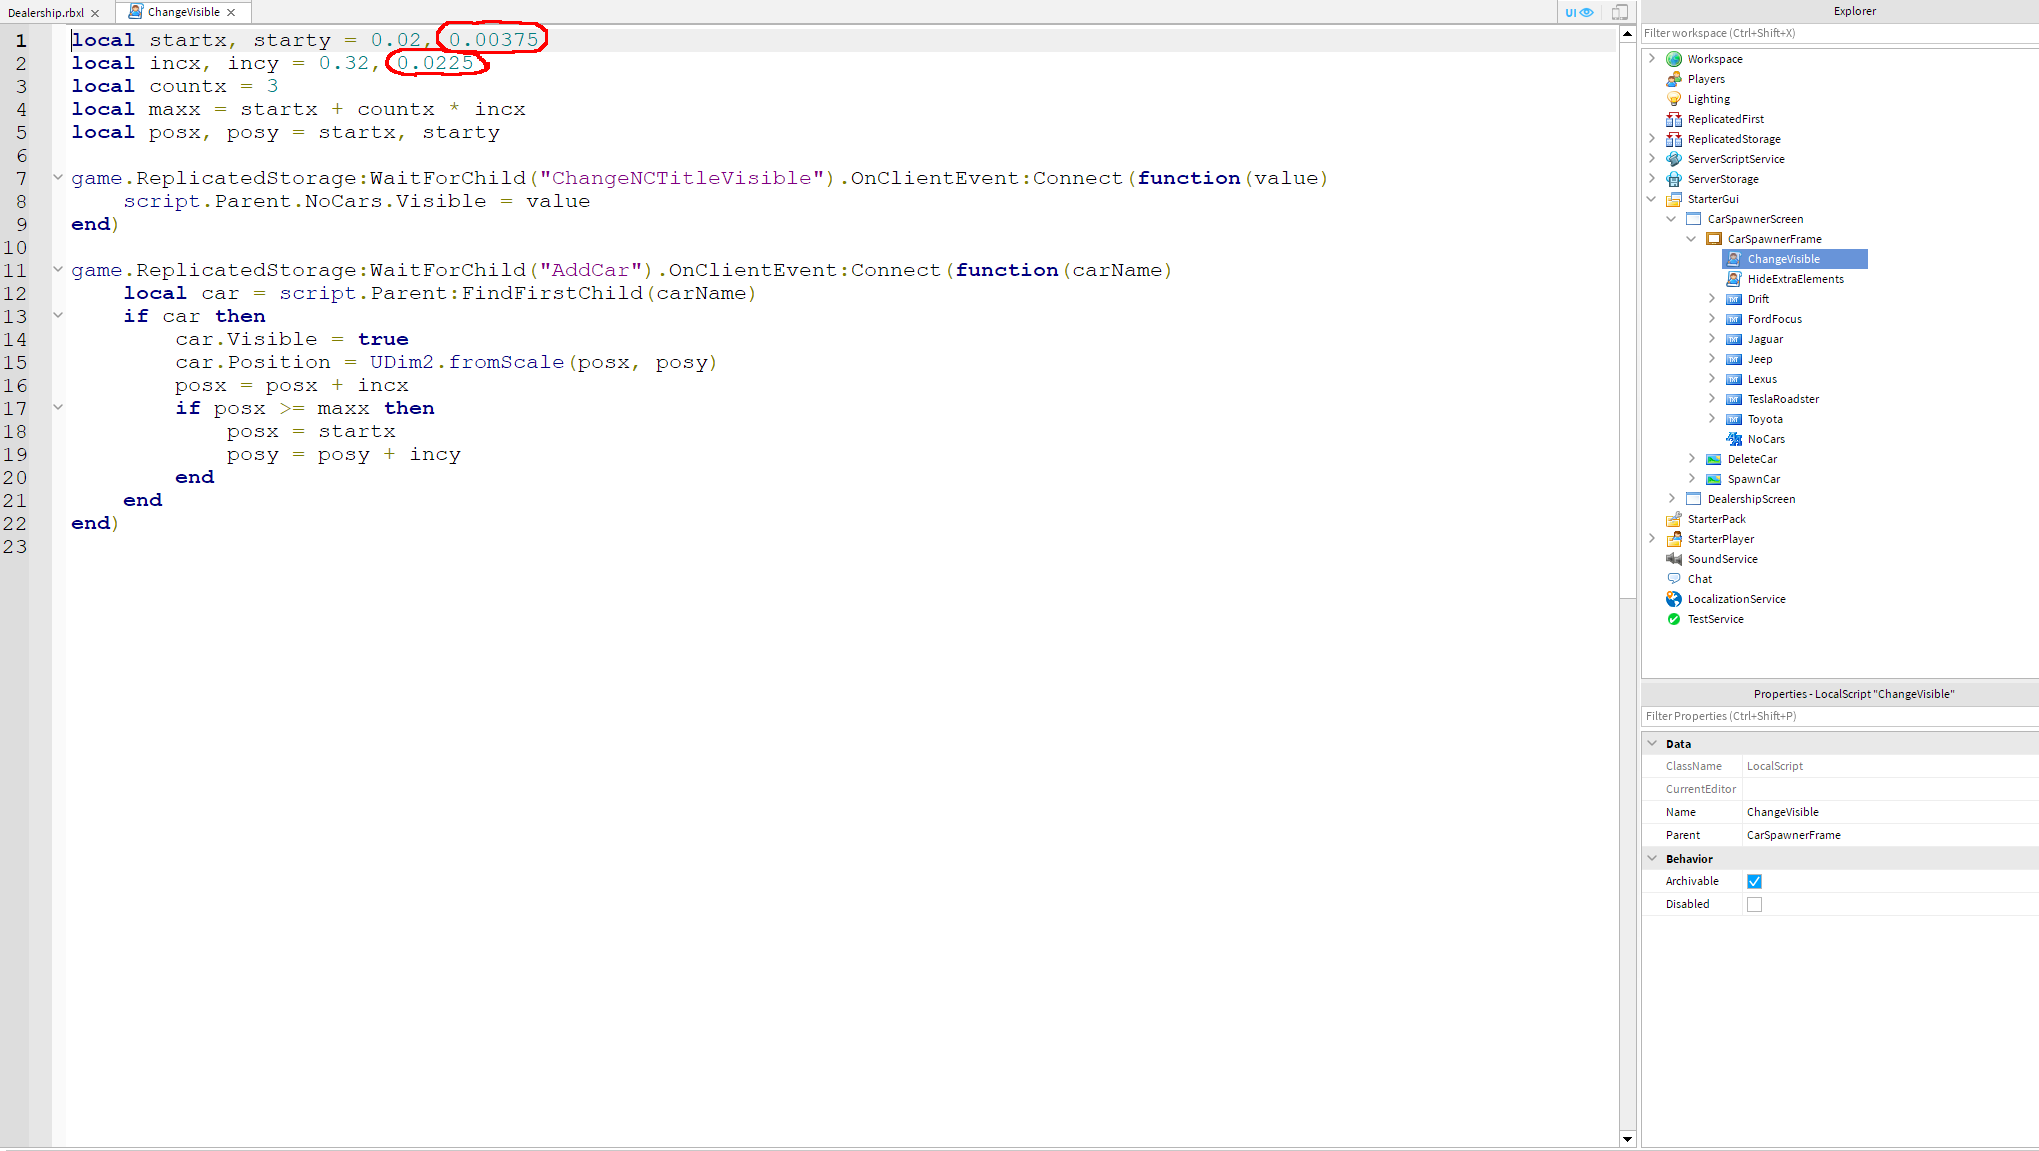 Dealership.rbxl
ChangeVisible
UI
1 local startx, starty = 0.02, 0.00375
2 local incx, incy = 0.32, 0.0225
3 local countx = 3
4 local maxx = startx + countx * incx
5 local posx, posy = startx, starty
6
7 game.ReplicatedStorage:WaitForChild("ChangeNCTitleVisible").OnClientEvent:Connect(function(value)
8 script.Parent.NoCars.Visible = value
9 end)
10
11 game.ReplicatedStorage:WaitForChild("AddCar").OnClientEvent:Connect(function(carName)
12 local car = script.Parent:FindFirstChild(carName)
13 if car then
14 car.Visible = true
15 car.Position = UDim2.fromScale(posx, posy)
16 posx = posx + incx
17 if posx >= maxx then
18 posx = startx
19 posy = posy + incy
20 end
21 end
22 end)
23
Explorer
Filter workspace (Ctrl+Shift+X)
Workspace
Players
Lighting
ReplicatedFirst
ReplicatedStorage
ServerScriptService
ServerStorage
StarterGui
CarSpawnerScreen
CarSpawnerFrame
ChangeVisible
HideExtraElements
Drift
FordFocus
Jaguar
Jeep
Lexus
TeslaRoadster
Toyota
NoCars
DeleteCar
SpawnCar
DealershipScreen
StarterPack
StarterPlayer
SoundService
Chat
LocalizationService
TestService
Properties - LocalScript "ChangeVisible"
Filter Properties (Ctrl+Shift+P)
Data
ClassName LocalScript
CurrentEditor
Name ChangeVisible
Parent CarSpawnerFrame
Behavior
Archivable
Disabled